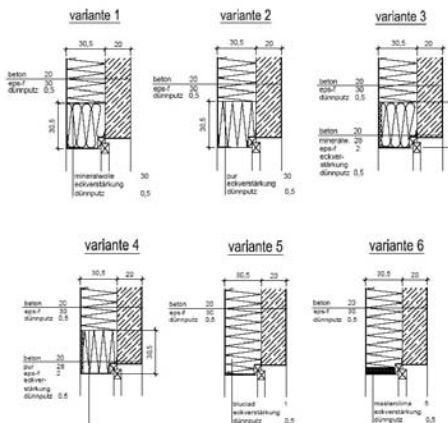 variante 1
30,5 20
beton 20
eps-f 30
dünnputz 0,5
30,5
mineralwolle 30
eckverstärkung
dünnputz 0,5
variante 2
30,5 20
beton 20
eps-f 30
dünnputz 0,5
30,5
pur 30
eckverstärkung
dünnputz 0,5
variante 3
30,5 20
beton 20
eps-f 30
dünnputz 0,5
beton 20
mineralw. 28
eps-f 2
eckver-
stärkung
dünnputz 0,5
variante 4
30,5 20
beton 20
eps-f 30
dünnputz 0,5
30,5
beton 20
pur 28
eps-f 2
eckver-
stärkung
dünnputz 0,5
variante 5
30,5 20
beton 20
eps-f 30
dünnputz 0,5
bluclad 1
eckverstärkung
dünnputz 0,5
variante 6
30,5 20
beton 20
eps-f 30
dünnputz 0,5
masterclima 5
eckverstärkung
dünnputz 0,5